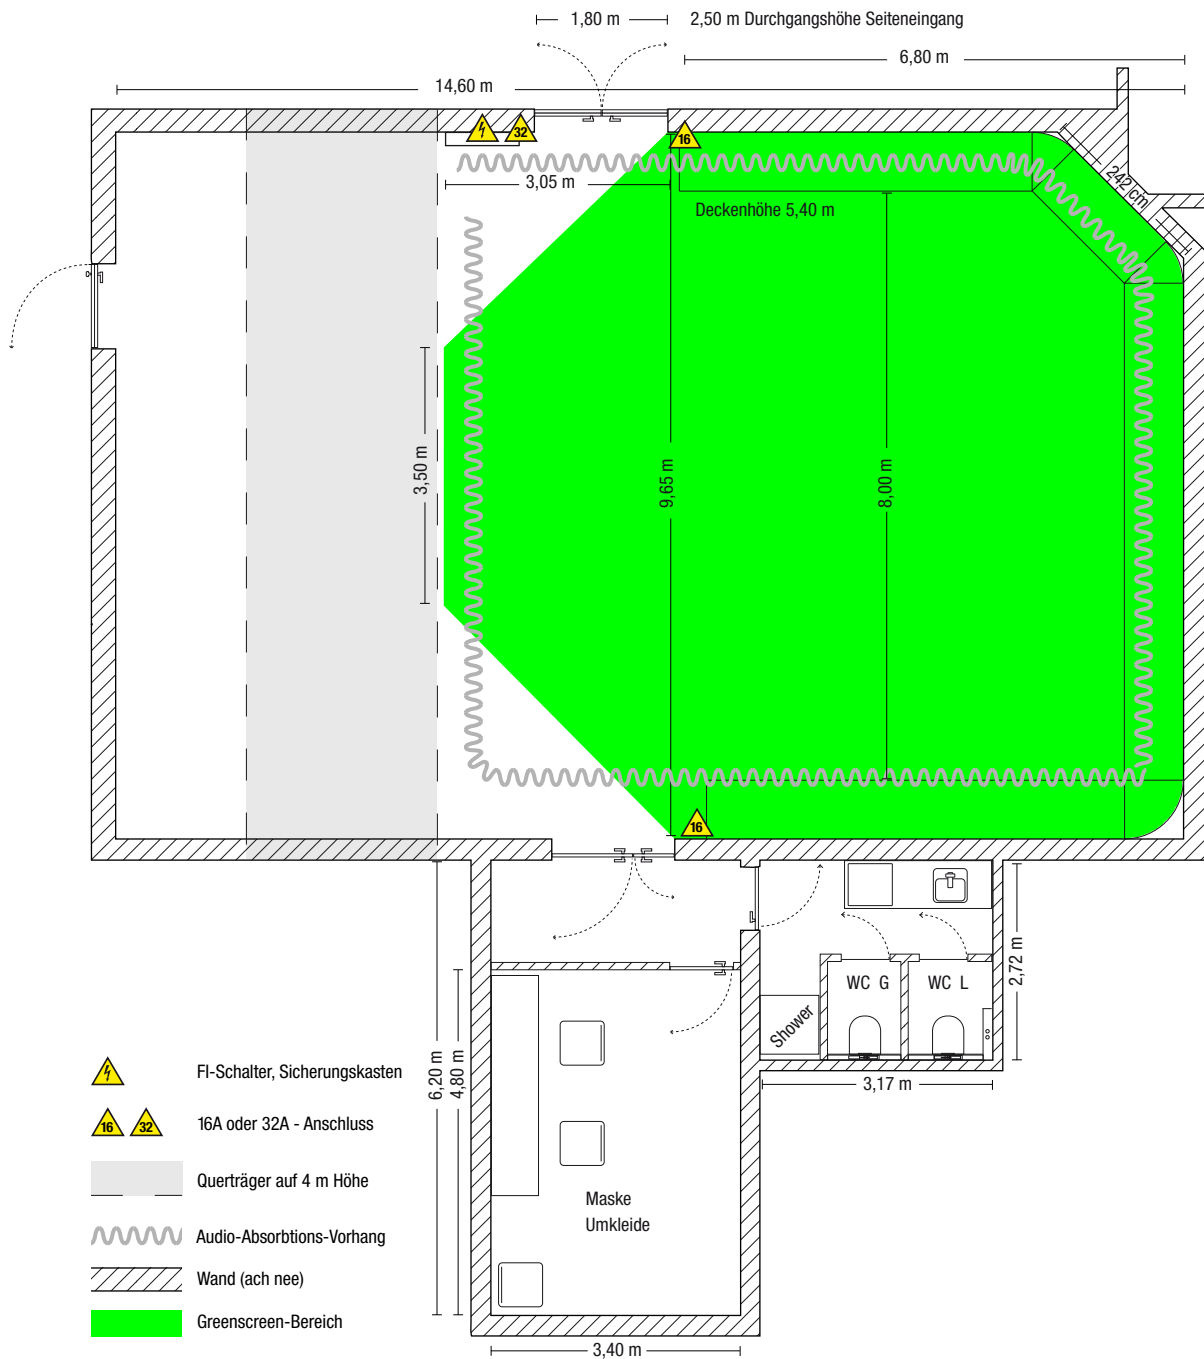 1,80 m
2,50 m Durchgangshöhe Seiteneingang
6,80 m
14,60 m
32
16
3,05 m
242 cm
Deckenhöhe 5,40 m
3,50 m
9,65 m
8,00 m
16
2,72 m
WC G
WC L
Shower
3,17 m
6,20 m
4,80 m
Maske
Umkleide
3,40 m
FI-Schalter, Sicherungskasten
16 32 16A oder 32A - Anschluss
Querträger auf 4 m Höhe
Audio-Absorbtions-Vorhang
Wand (ach nee)
Greenscreen-Bereich